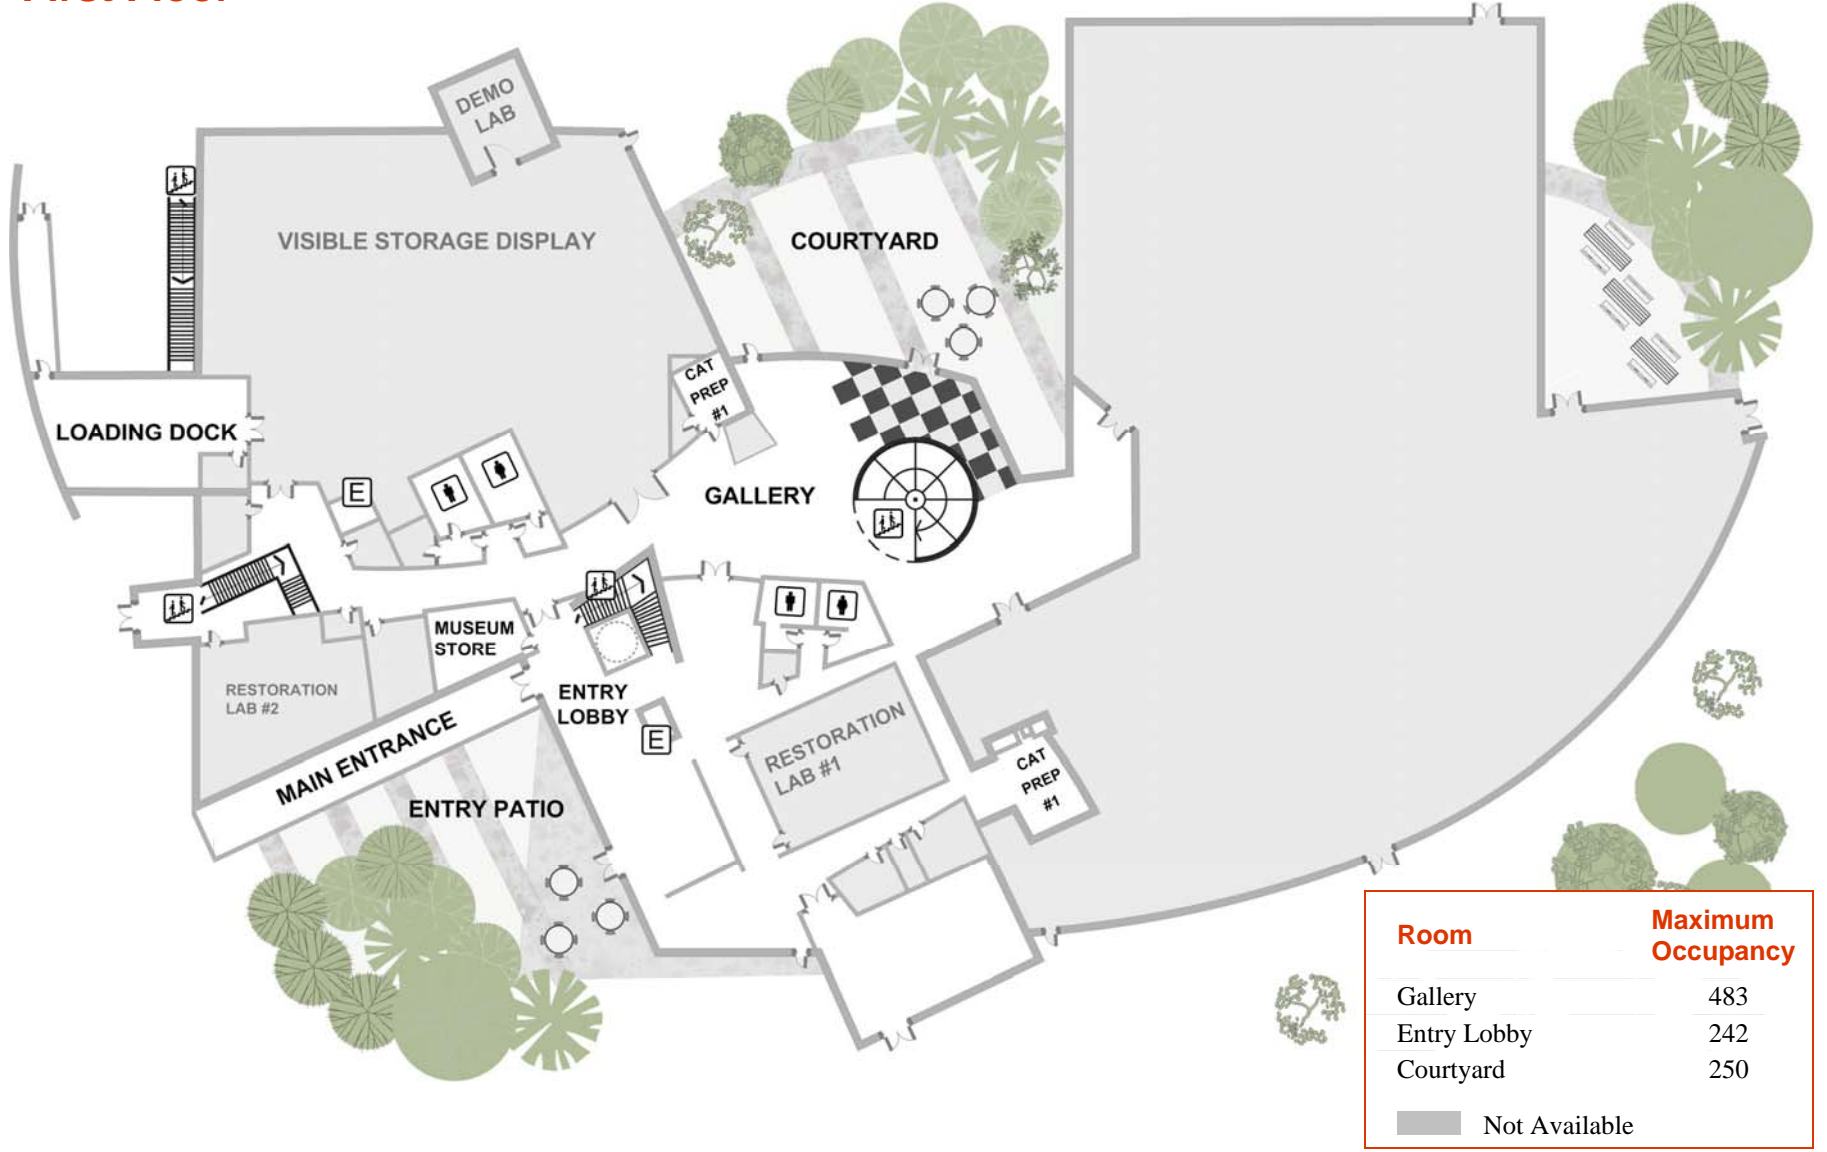 First Floor
DEMO
LAB
VISIBLE STORAGE DISPLAY
COURTYARD
CAT
PREP
#1
LOADING DOCK
E
GALLERY
MUSEUM
STORE
RESTORATION
LAB #2
ENTRY
LOBBY
E
MAIN ENTRANCE
RESTORATION
LAB #1
CAT
PREP
#1
ENTRY PATIO
Room Maximum
Occupancy
Gallery 483
Entry Lobby 242
Courtyard 250
Not Available